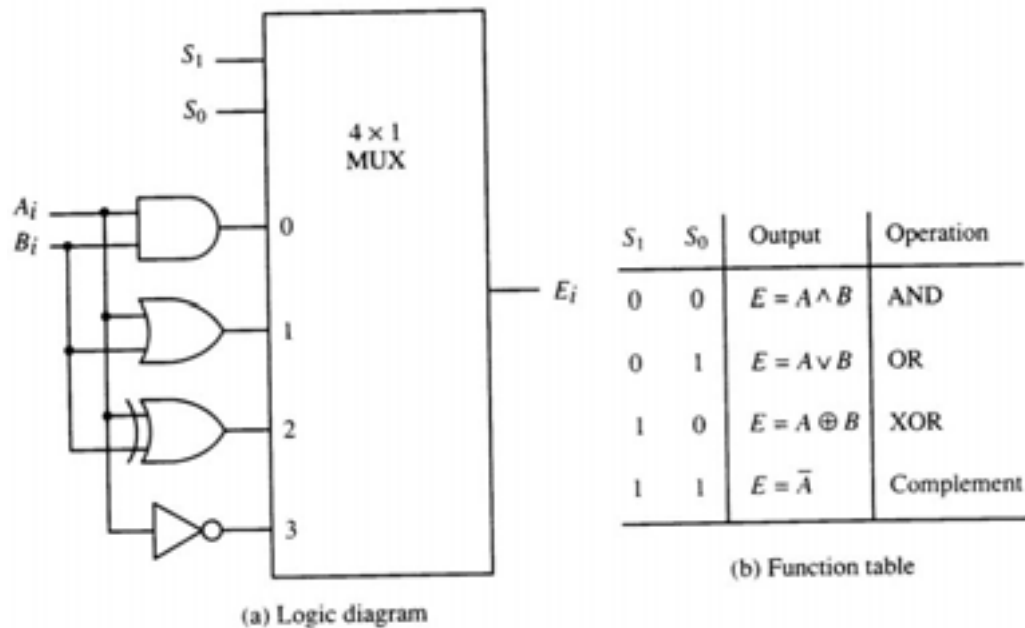 S₁
S₀
4 × 1
MUX
Aᵢ
Bᵢ
0
1
2
3
Eᵢ
(a) Logic diagram
S₁ S₀ Output Operation
0 0 E = A ∧ B AND
0 1 E = A ∨ B OR
1 0 E = A ⊕ B XOR
1 1 E = A̅ Complement
(b) Function table